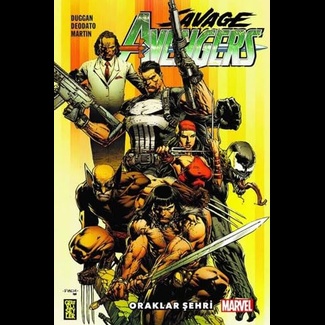 DUGGAN
DEODATO
MARTIN
SAVAGE
AVENGERS
ORAKLAR ŞEHRİ
MARVEL